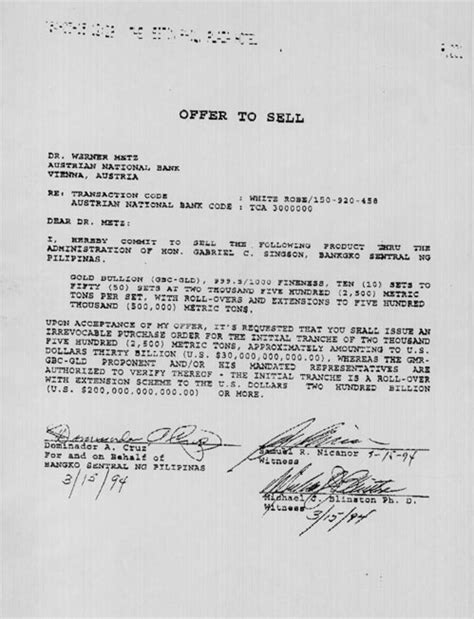 OFFER TO SELL
DR. WERNER METZ
AUSTRIAN NATIONAL BANK
VIENNA, AUSTRIA
RE: TRANSACTION CODE : WHITE ROBE/150-920-458
AUSTRIAN NATIONAL BANK CODE : TCA 3000000
DEAR DR. METZ:
I, HEREBY COMMIT TO SELL THE FOLLOWING PRODUCT THRU THE
ADMINISTRATION OF HON. GABRIEL C. SINGSON, BANGKO SENTRAL NG
PILIPINAS.
GOLD BULLION (GBC-GLD), 999.5/1000 FINENESS, TEN (10) SETS TO
FIFTY (50) SETS AT TWO THOUSAND FIVE HUNDRED (2,500) METRIC
TONS PER SET, WITH ROLL-OVERS AND EXTENSIONS TO FIVE HUNDRED
THOUSAND (500,000) METRIC TONS.
UPON ACCEPTANCE OF MY OFFER, IT'S REQUESTED THAT YOU SHALL ISSUE AN
IRREVOCABLE PURCHASE ORDER FOR THE INITIAL TRANCHE OF TWO THOUSAND
FIVE HUNDRED (2,500) METRIC TONS, APPROXIMATELY AMOUNTING TO U.S.
DOLLARS THIRTY BILLION (U.S. $30,000,000,000.00), WHEREAS THE GMR-
GBC-GLD PROPONENT AND/OR HIS MANDATED REPRESENTATIVES ARE
AUTHORIZED TO VERIFY THEREOF - THE INITIAL TRANCHE IS A ROLL-OVER
WITH EXTENSION SCHEME TO THE U.S. DOLLARS TWO HUNDRED BILLION
(U.S. $200,000,000,000.00) OR MORE.
Dominador A. Cruz
For and on Behalf of
BANGKO SENTRAL NG PILIPINAS
3/15/94
Samuel R. Nicanor
Witness
Michael S. Blinston Ph. D.
Witness
3/15/94